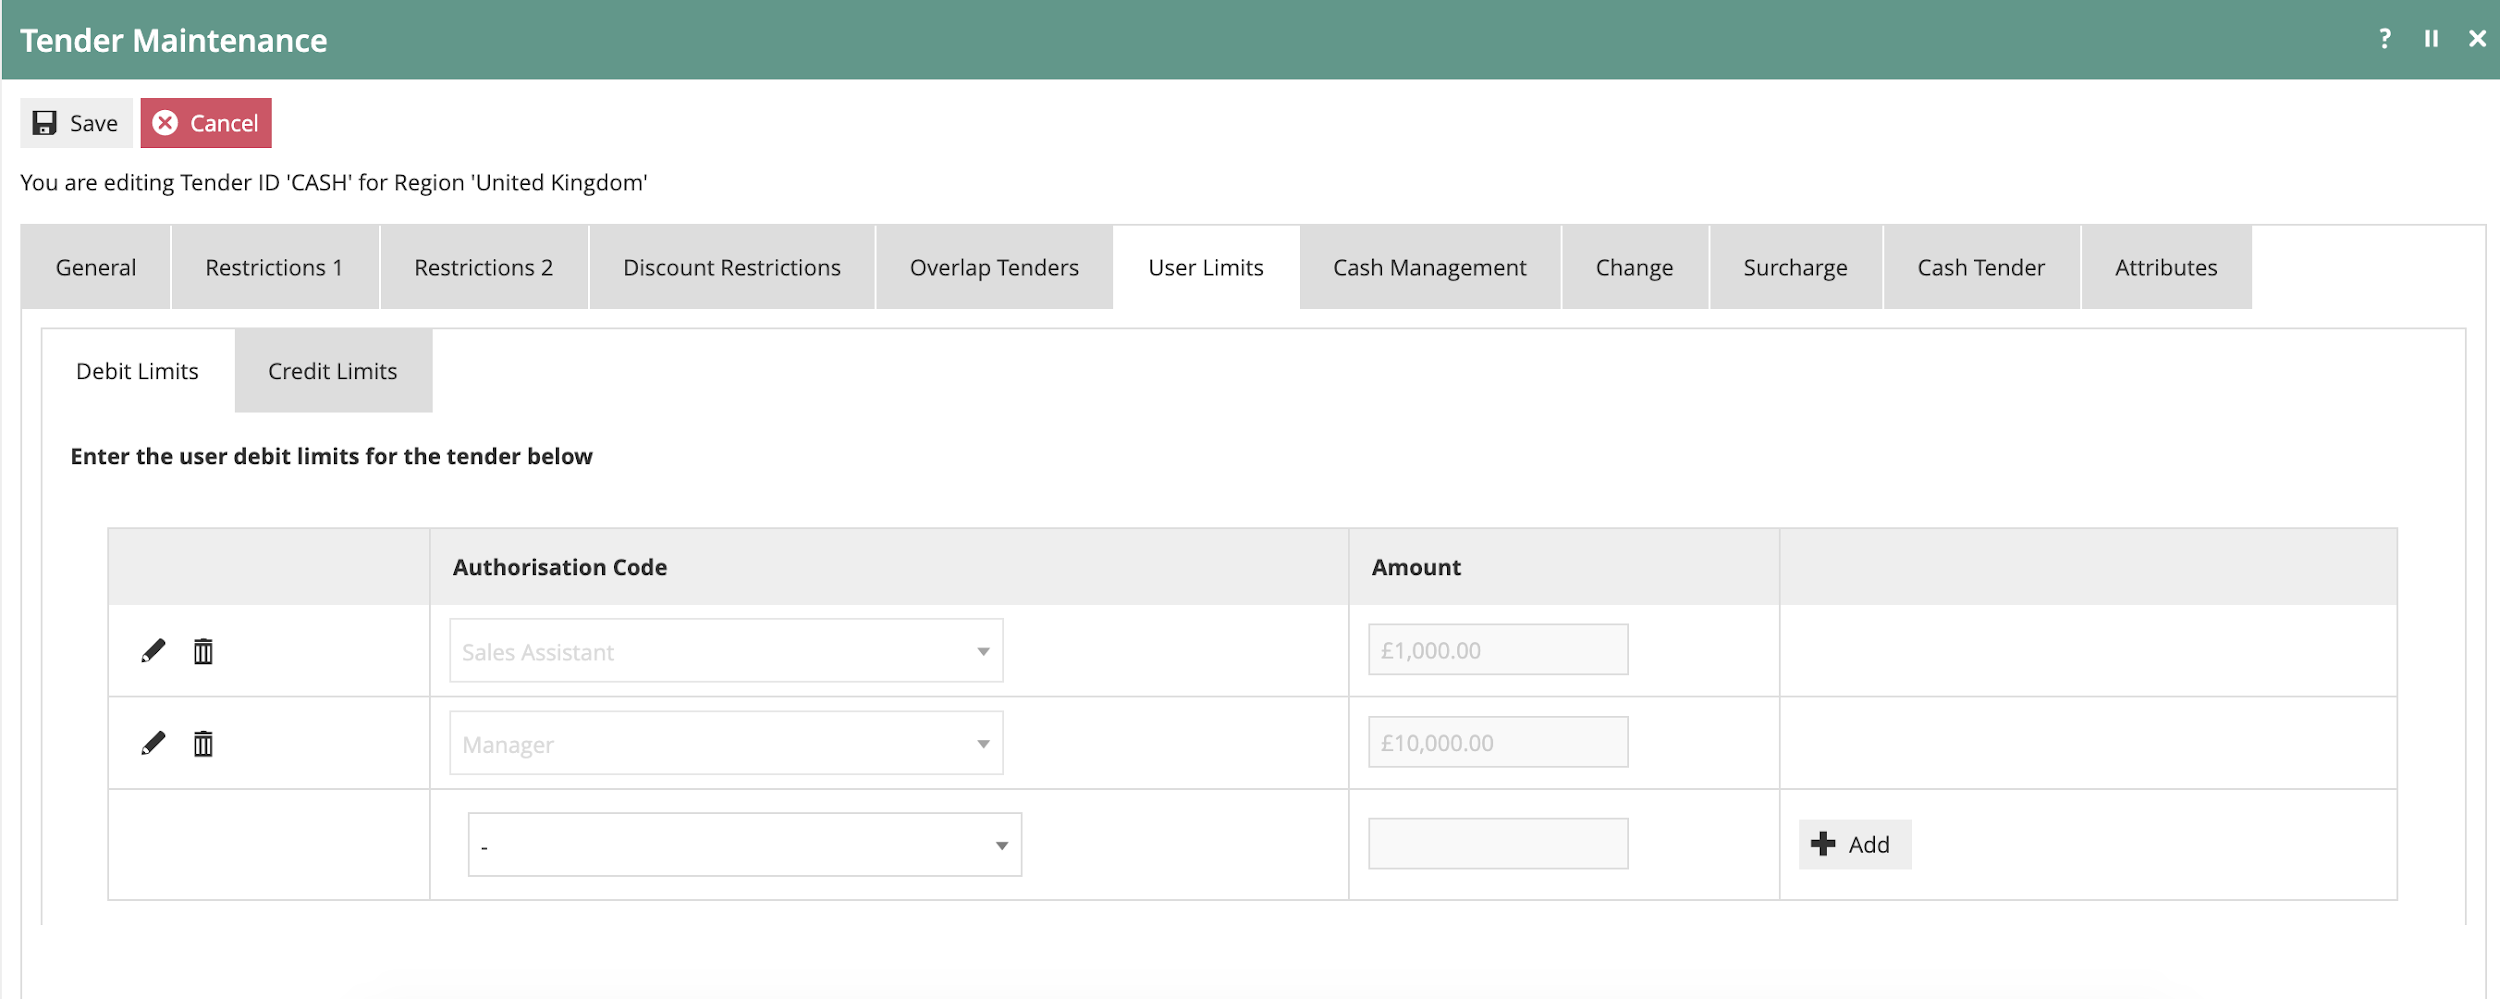 Tender Maintenance
?
Save Cancel
You are editing Tender ID 'CASH' for Region 'United Kingdom'
General Restrictions 1 Restrictions 2 Discount Restrictions Overlap Tenders User Limits Cash Management Change Surcharge Cash Tender Attributes
Debit Limits Credit Limits
Enter the user debit limits for the tender below
Authorisation Code Amount
Sales Assistant £1,000.00
Manager £10,000.00
- Add